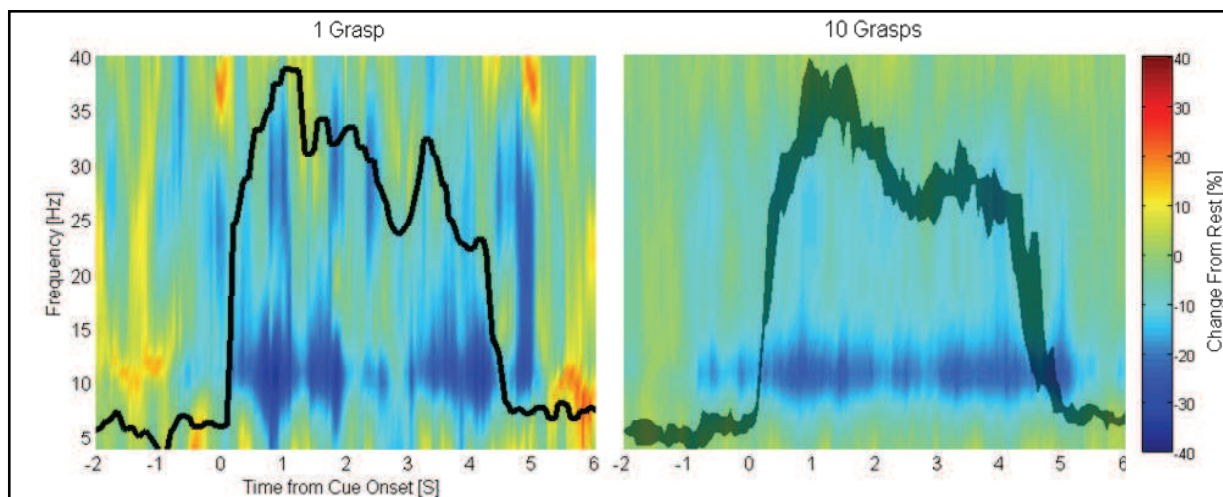 1 Grasp
10 Grasps
40
35
30
25
20
15
10
5
Frequency [Hz]
-2 -1 0 1 2 3 4 5 6
Time from Cue Onset [S]
-2 -1 0 1 2 3 4 5 6
40
30
20
10
0
-10
-20
-30
-40
Change From Rest [%]